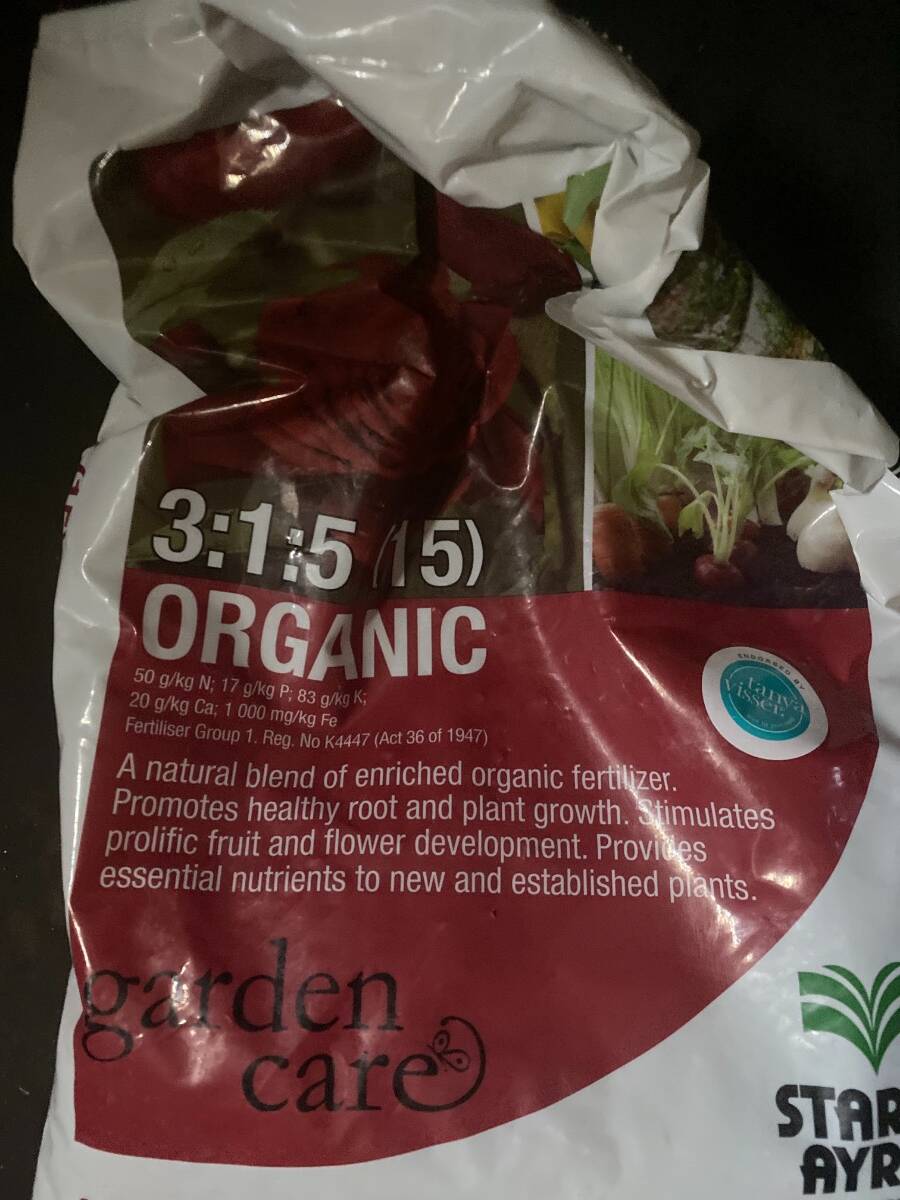 3:1:5 (15)
ORGANIC
50 g/kg N; 17 g/kg P; 83 g/kg K;
20 g/kg Ca; 1 000 mg/kg Fe
Fertiliser Group 1. Reg. No K4447 (Act 36 of 1947)
ENDORSED BY
tanya
Visser
A natural blend of enriched organic fertilizer.
Promotes healthy root and plant growth. Stimulates
prolific fruit and flower development. Provides
essential nutrients to new and established plants.
garden
care
STAR
AYR